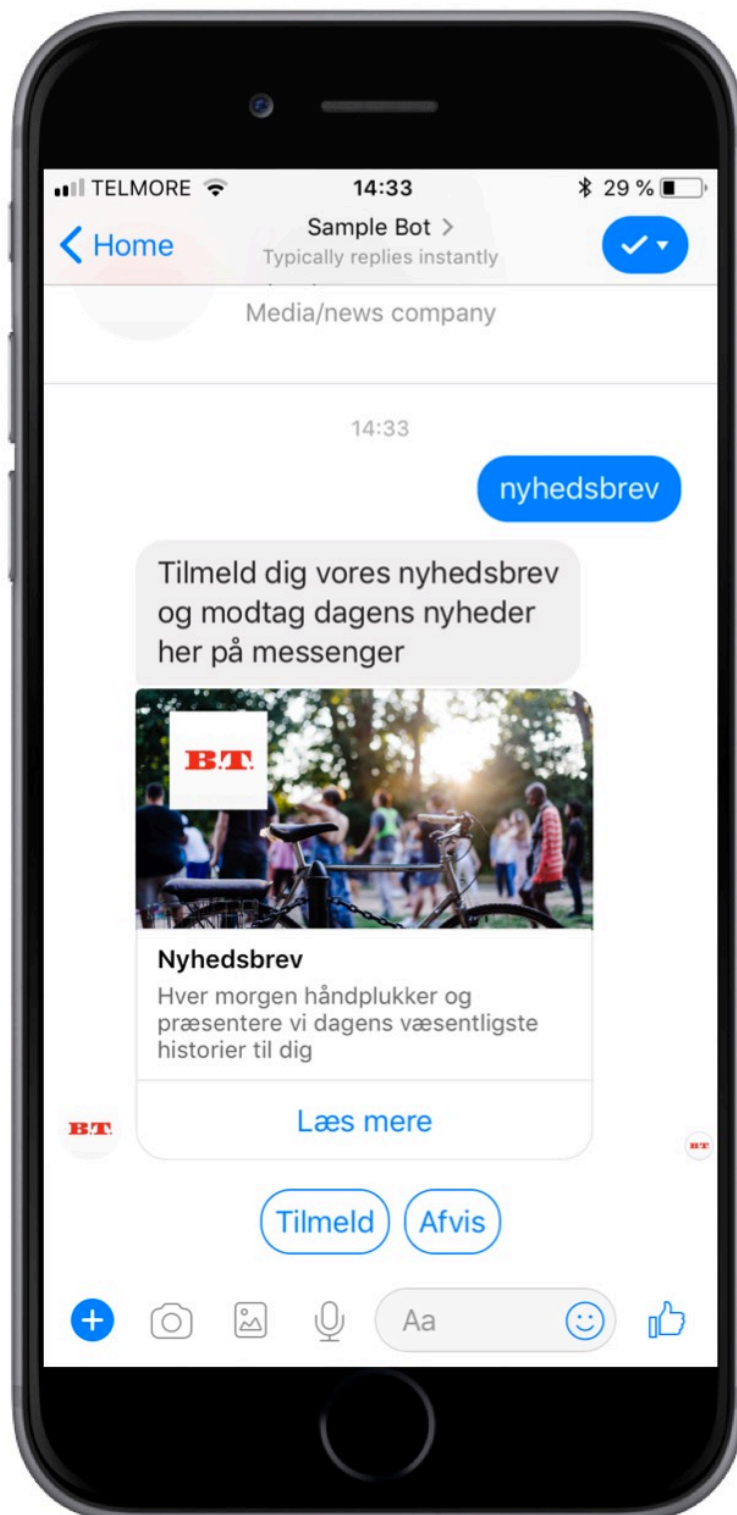 TELMORE 14:33 29 %
Home Sample Bot >
Typically replies instantly
Media/news company
14:33
nyhedsbrev
Tilmeld dig vores nyhedsbrev
og modtag dagens nyheder
her på messenger
B.T.
Nyhedsbrev
Hver morgen håndplukker og
præsentere vi dagens væsentligste
historier til dig
Læs mere
B.T.
B.T.
Tilmeld Afvis
Aa